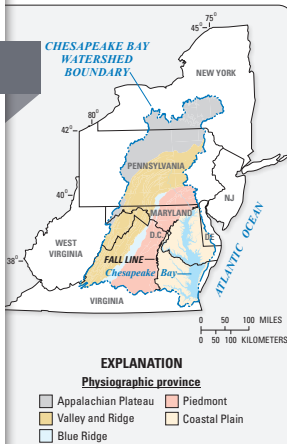 75°
45°
CHESAPEAKE BAY
WATERSHED
BOUNDARY
NEW YORK
80°
42°
PENNSYLVANIA
40°
MARYLAND
NJ
D.C.
DE
WEST
VIRGINIA
FALL LINE
Chesapeake Bay
ATLANTIC OCEAN
38°
VIRGINIA
0 50 100 MILES
0 50 100 KILOMETERS
EXPLANATION
Physiographic province
Appalachian Plateau
Piedmont
Valley and Ridge
Coastal Plain
Blue Ridge